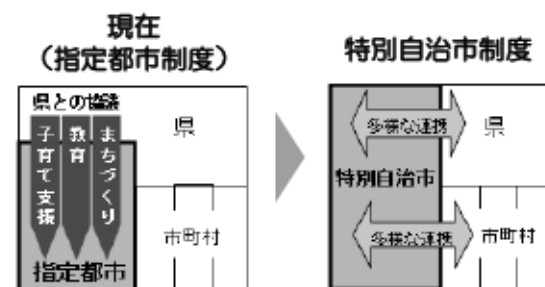 現在
(指定都市制度)
県との協議
子育て支援
教育
まちづくり
県
市町村
指定都市
特別自治市制度
多様な連携
県
特別自治市
多様な連携
市町村